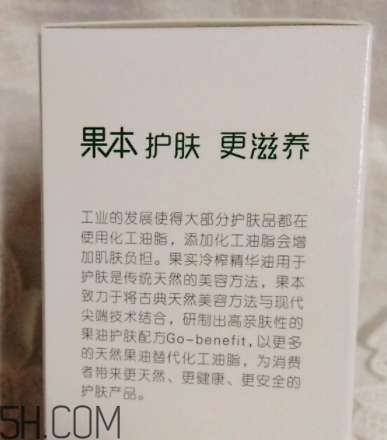 果本 护肤 更滋养
工业的发展使得大部分护肤品都在
使用化工油脂，添加化工油脂会增
加肌肤负担。果实冷榨精华油用于
护肤是传统天然的美容方法，果本
致力于将古典天然美容方法与现代
尖端技术结合，研制出高亲肤性的
果油护肤配方Go-benefit,以更多
的天然果油替代化工油脂，为消费
者带来更天然、更健康、更安全的
护肤产品。
5H.COM